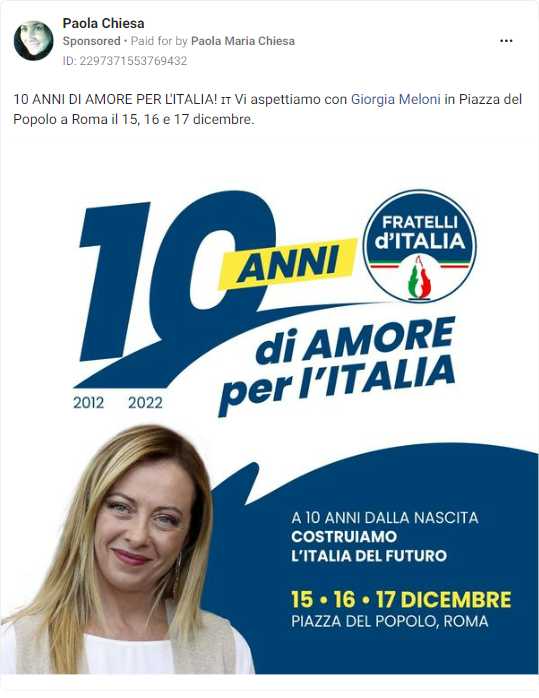 Paola Chiesa
Sponsored • Paid for by Paola Maria Chiesa
ID: 2297371553769432
10 ANNI DI AMORE PER L'ITALIA! ɪᴛ Vi aspettiamo con Giorgia Meloni in Piazza del
Popolo a Roma il 15, 16 e 17 dicembre.
10 ANNI
FRATELLI
d'ITALIA
di AMORE
per l'ITALIA
2012 2022
A 10 ANNI DALLA NASCITA
COSTRUIAMO
L'ITALIA DEL FUTURO
15 • 16 • 17 DICEMBRE
PIAZZA DEL POPOLO, ROMA